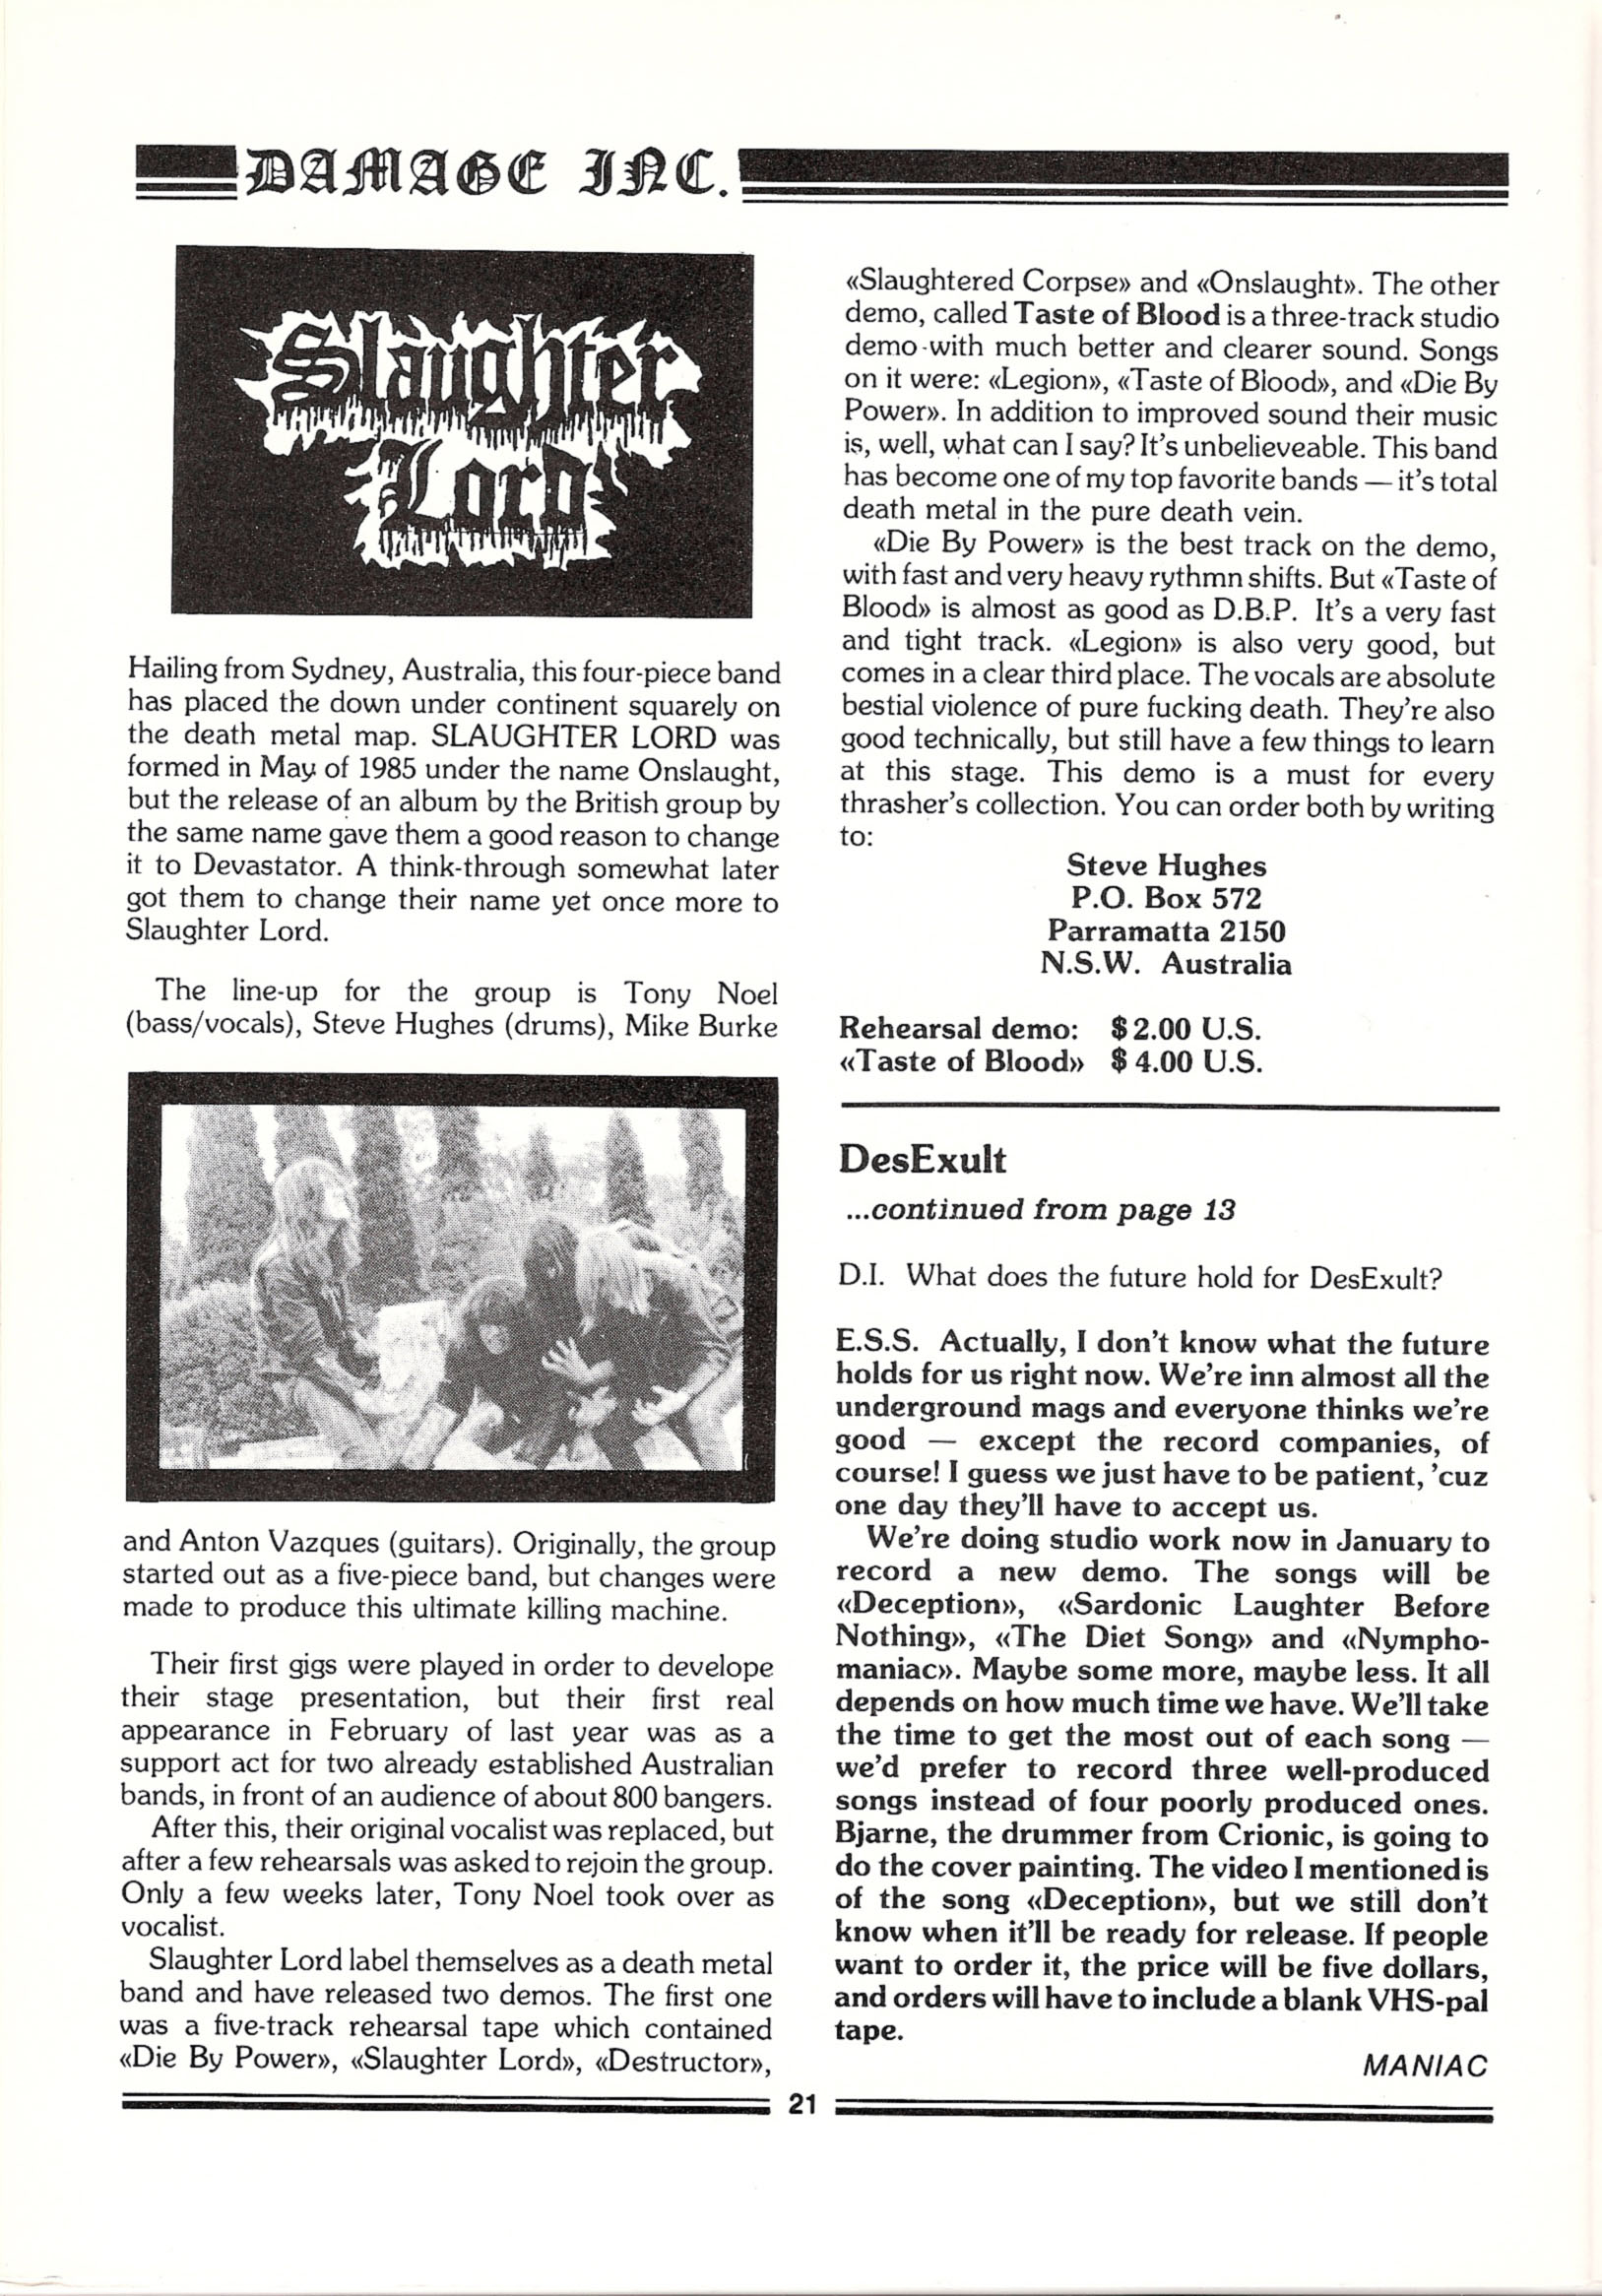 DAMAGE INC.
Slaughter
Lord
Hailing from Sydney, Australia, this four-piece band
has placed the down under continent squarely on
the death metal map. SLAUGHTER LORD was
formed in May of 1985 under the name Onslaught,
but the release of an album by the British group by
the same name gave them a good reason to change
it to Devastator. A think-through somewhat later
got them to change their name yet once more to
Slaughter Lord.
The line-up for the group is Tony Noel
(bass/vocals), Steve Hughes (drums), Mike Burke
and Anton Vazques (guitars). Originally, the group
started out as a five-piece band, but changes were
made to produce this ultimate killing machine.
Their first gigs were played in order to develope
their stage presentation, but their first real
appearance in February of last year was as a
support act for two already established Australian
bands, in front of an audience of about 800 bangers.
After this, their original vocalist was replaced, but
after a few rehearsals was asked to rejoin the group.
Only a few weeks later, Tony Noel took over as
vocalist.
Slaughter Lord label themselves as a death metal
band and have released two demos. The first one
was a five-track rehearsal tape which contained
«Die By Power», «Slaughter Lord», «Destructor»,
«Slaughtered Corpse» and «Onslaught». The other
demo, called Taste of Blood is a three-track studio
demo with much better and clearer sound. Songs
on it were: «Legion», «Taste of Blood», and «Die By
Power». In addition to improved sound their music
is, well, what can I say? It's unbelieveable. This band
has become one of my top favorite bands — it's total
death metal in the pure death vein.
«Die By Power» is the best track on the demo,
with fast and very heavy rythmn shifts. But «Taste of
Blood» is almost as good as D.B.P. It's a very fast
and tight track. «Legion» is also very good, but
comes in a clear third place. The vocals are absolute
bestial violence of pure fucking death. They're also
good technically, but still have a few things to learn
at this stage. This demo is a must for every
thrasher's collection. You can order both by writing
to:
Steve Hughes
P.O. Box 572
Parramatta 2150
N.S.W. Australia
Rehearsal demo: $ 2.00 U.S.
«Taste of Blood» $ 4.00 U.S.
DesExult
...continued from page 13
D.I. What does the future hold for DesExult?
E.S.S. Actually, I don't know what the future
holds for us right now. We're inn almost all the
underground mags and everyone thinks we're
good — except the record companies, of
course! I guess we just have to be patient, 'cuz
one day they'll have to accept us.
We're doing studio work now in January to
record a new demo. The songs will be
«Deception», «Sardonic Laughter Before
Nothing», «The Diet Song» and «Nympho-
maniac». Maybe some more, maybe less. It all
depends on how much time we have. We'll take
the time to get the most out of each song —
we'd prefer to record three well-produced
songs instead of four poorly produced ones.
Bjarne, the drummer from Crionic, is going to
do the cover painting. The video I mentioned is
of the song «Deception», but we still don't
know when it'll be ready for release. If people
want to order it, the price will be five dollars,
and orders will have to include a blank VHS-pal
tape.
MANIAC
21